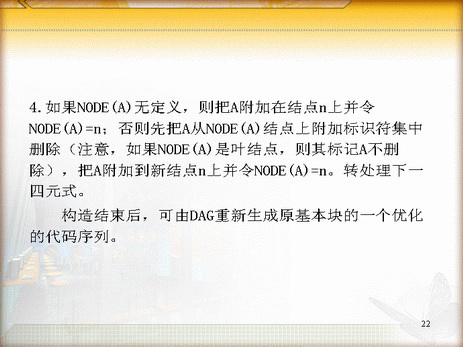 4.如果NODE(A)无定义，则把A附加在结点n上并令
NODE(A)=n；否则先把A从NODE(A)结点上附加标识符集中
删除（注意，如果NODE(A)是叶结点，则其标记A不删
除），把A附加到新结点n上并令NODE(A)=n。转处理下一
四元式。
构造结束后，可由DAG重新生成原基本块的一个优化
的代码序列。
22